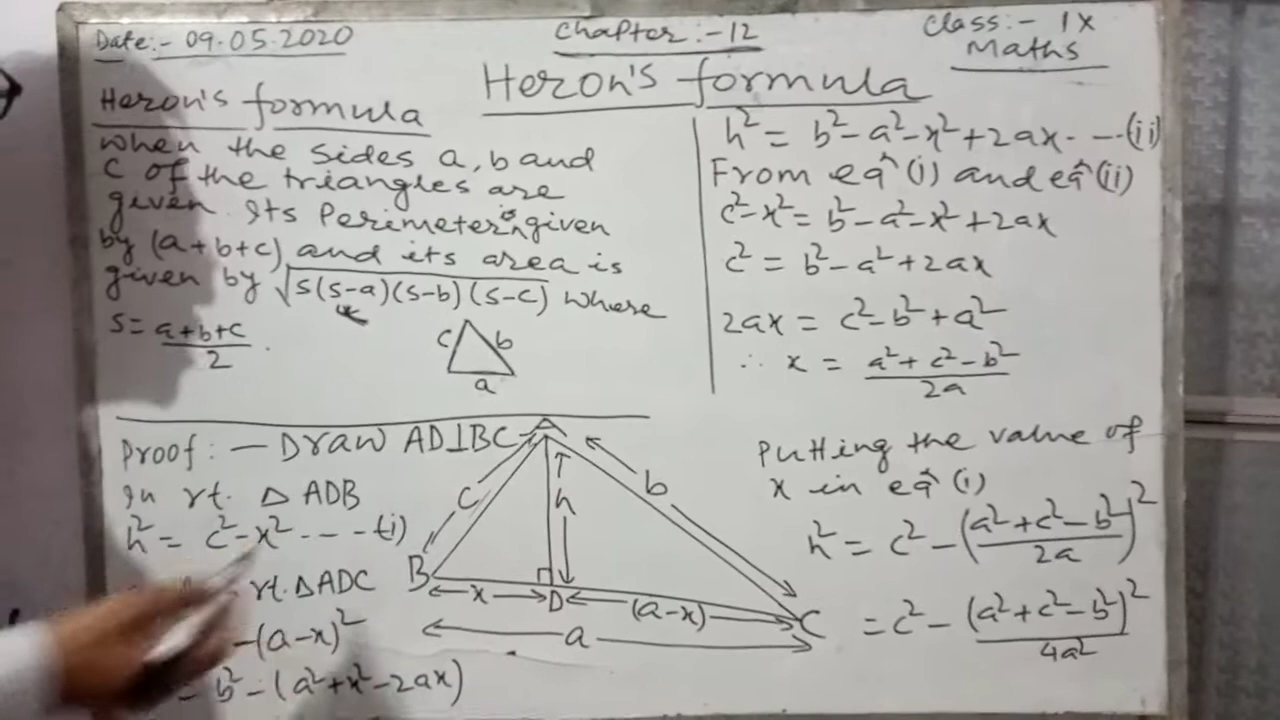 Date:- 09.05.2020
Chapter:-12
Class:- IX
Maths
Heron's formula
Heron's formula
when the sides a, b and
c of the triangles are
given. Its Perimeter is given
by (a+b+c) and its area is
given by √s(s-a)(s-b)(s-c) where
s = a+b+c/2.
c b
a
Proof:- Draw AD⊥BC
In rt. △ ADB
h² = c²-x² ----(i)
rt. △ADC
-(a-x)²
= b²-(a²+x²-2ax)
A
c h b
B x D (a-x) C
a
h² = b²-a²-x²+2ax----(ii)
From eqⁿ(i) and eqⁿ(ii)
c²-x² = b²-a²-x²+2ax
c² = b²-a²+2ax
2ax = c²-b²+a²
∴ x = a²+c²-b²/2a
Putting the value of
x in eqⁿ(i)
h² = c² - (a²+c²-b²/2a)²
= c² - (a²+c²-b²)²/4a²